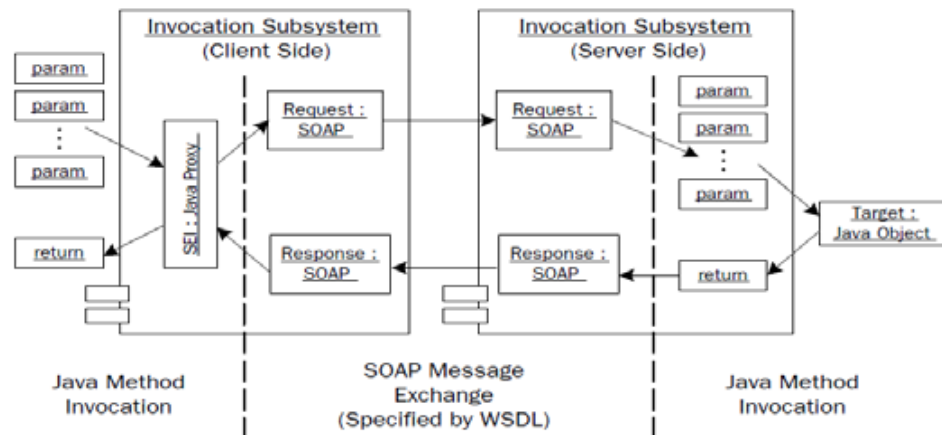 Invocation Subsystem
(Client Side)
Invocation Subsystem
(Server Side)
param
param
param
return
SEI : Java Proxy
Request :
SOAP
Response :
SOAP
Request :
SOAP
Response :
SOAP
param
param
param
return
Target :
Java Object
Java Method
Invocation
SOAP Message
Exchange
(Specified by WSDL)
Java Method
Invocation